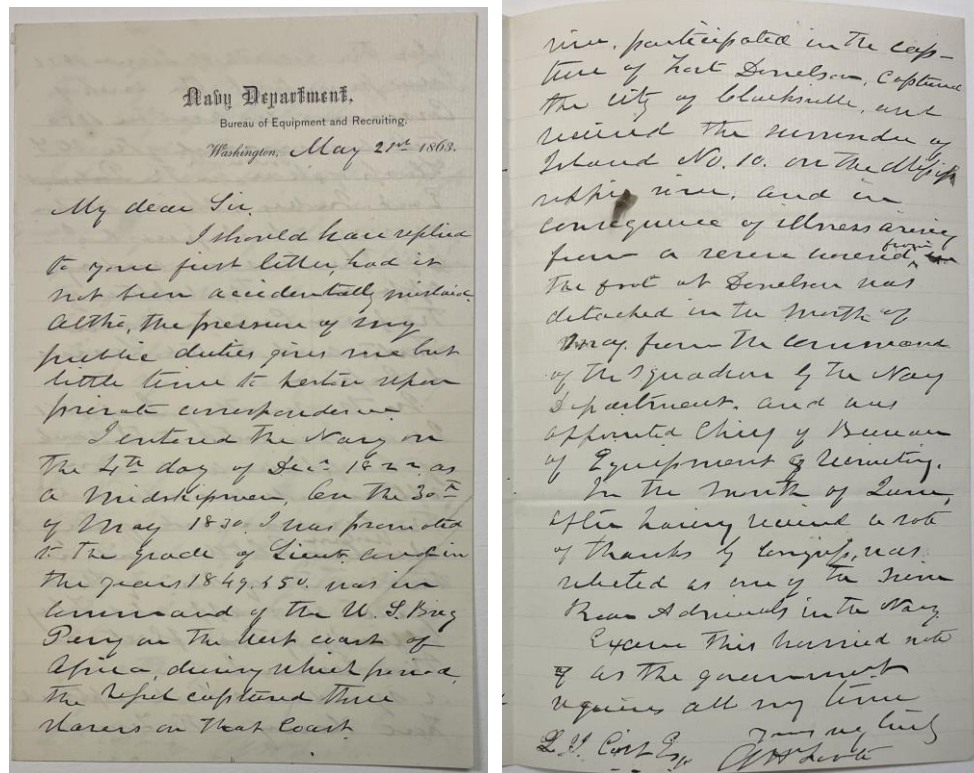 Navy Department,
Bureau of Equipment and Recruiting.
Washington, May 21st 1863.
My dear Sir,
I should have replied
to your first letter, had it
not been accidentally mislaid.
Altho, the pressure of my
public duties gives me but
little time to bestow upon
private correspondence
I entered the Navy on
the 4th day of Decr 1822 as
a Midshipman, On the 30th
of May 1830 I was promoted
to the grade of Lieut. and in
the years 1849, & 50. was in
command of the U. S. Brig
Perry on the West coast of
Africa, during which period,
the Vessel captured three
slavers on that Coast
river, participated in the cap-
ture of Fort Donelson, captured
the city of Clarksville, and
received the surrender of
Island No. 10. on the Missis
sippi river, and in
consequence of illness arising
from a severe wound, from
the foot at Donelson was
detached in the month of
May from the command
of the Squadron by the Navy
Department, and was
appointed Chief of Bureau
of Equipment & Recruiting.
In the month of June,
after having received a vote
of thanks by Congress, was
selected as one of the nine
Rear Admirals in the Navy
Excuse this hurried note
as the government
requires all my time
Yours very truly
L. J. Cist Esqr AH Foote